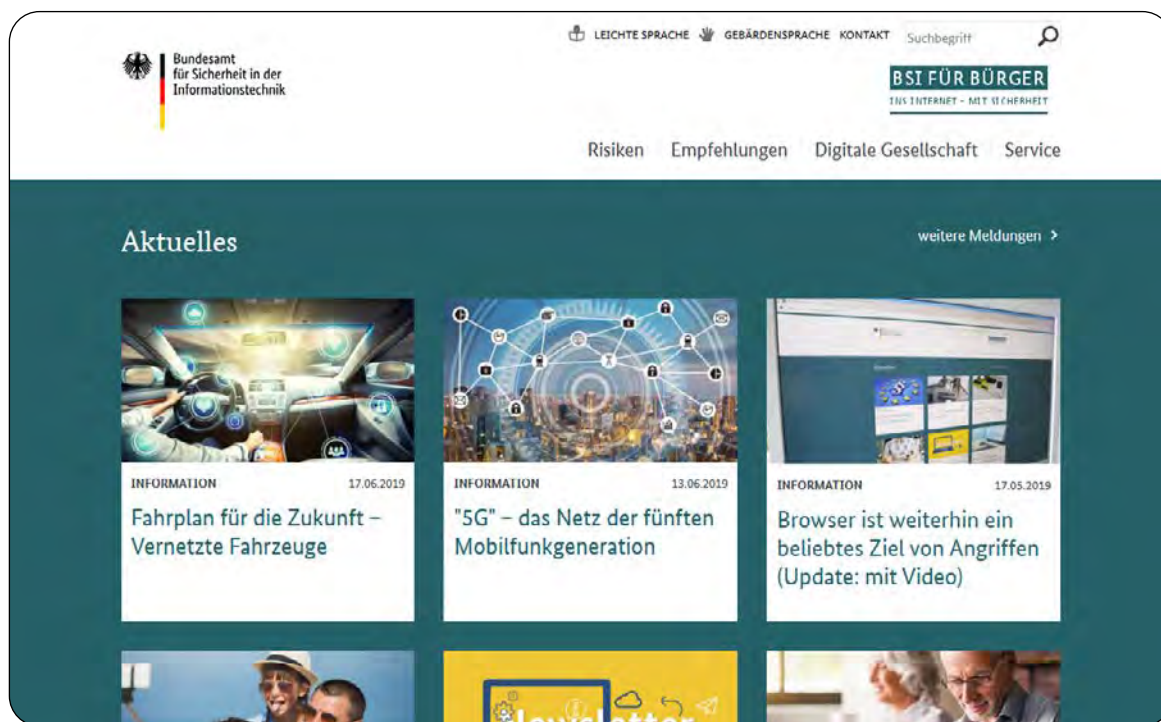 LEICHTE SPRACHE GEBÄRDENSPRACHE KONTAKT Suchbegriff
Bundesamt
für Sicherheit in der
Informationstechnik
BSI FÜR BÜRGER
INS INTERNET – MIT SICHERHEIT
Risiken Empfehlungen Digitale Gesellschaft Service
Aktuelles
weitere Meldungen
INFORMATION 17.06.2019
Fahrplan für die Zukunft –
Vernetzte Fahrzeuge
INFORMATION 13.06.2019
"5G" – das Netz der fünften
Mobilfunkgeneration
INFORMATION 17.05.2019
Browser ist weiterhin ein
beliebtes Ziel von Angriffen
(Update: mit Video)
Newsletter